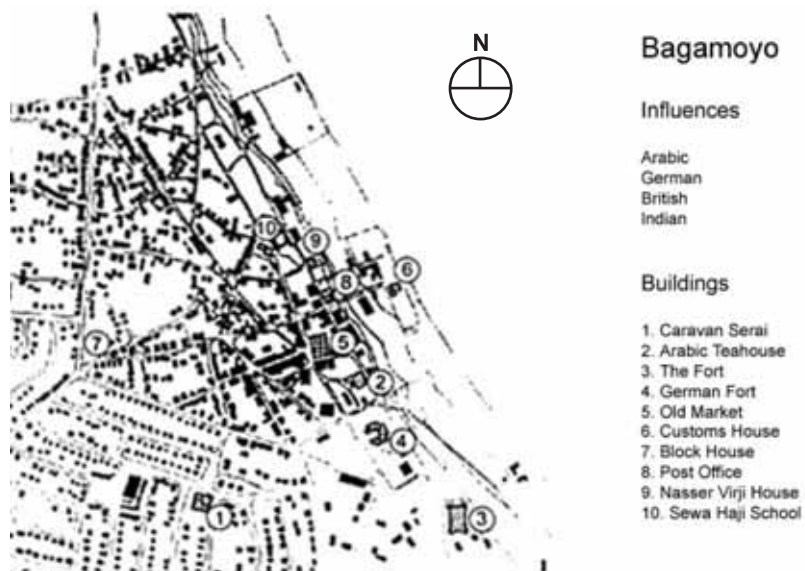 N
Bagamoyo
Influences
Arabic
German
British
Indian
Buildings
1. Caravan Serai
2. Arabic Teahouse
3. The Fort
4. German Fort
5. Old Market
6. Customs House
7. Block House
8. Post Office
9. Nasser Virji House
10. Sewa Haji School
10
9
6
8
7
5
2
4
1
3